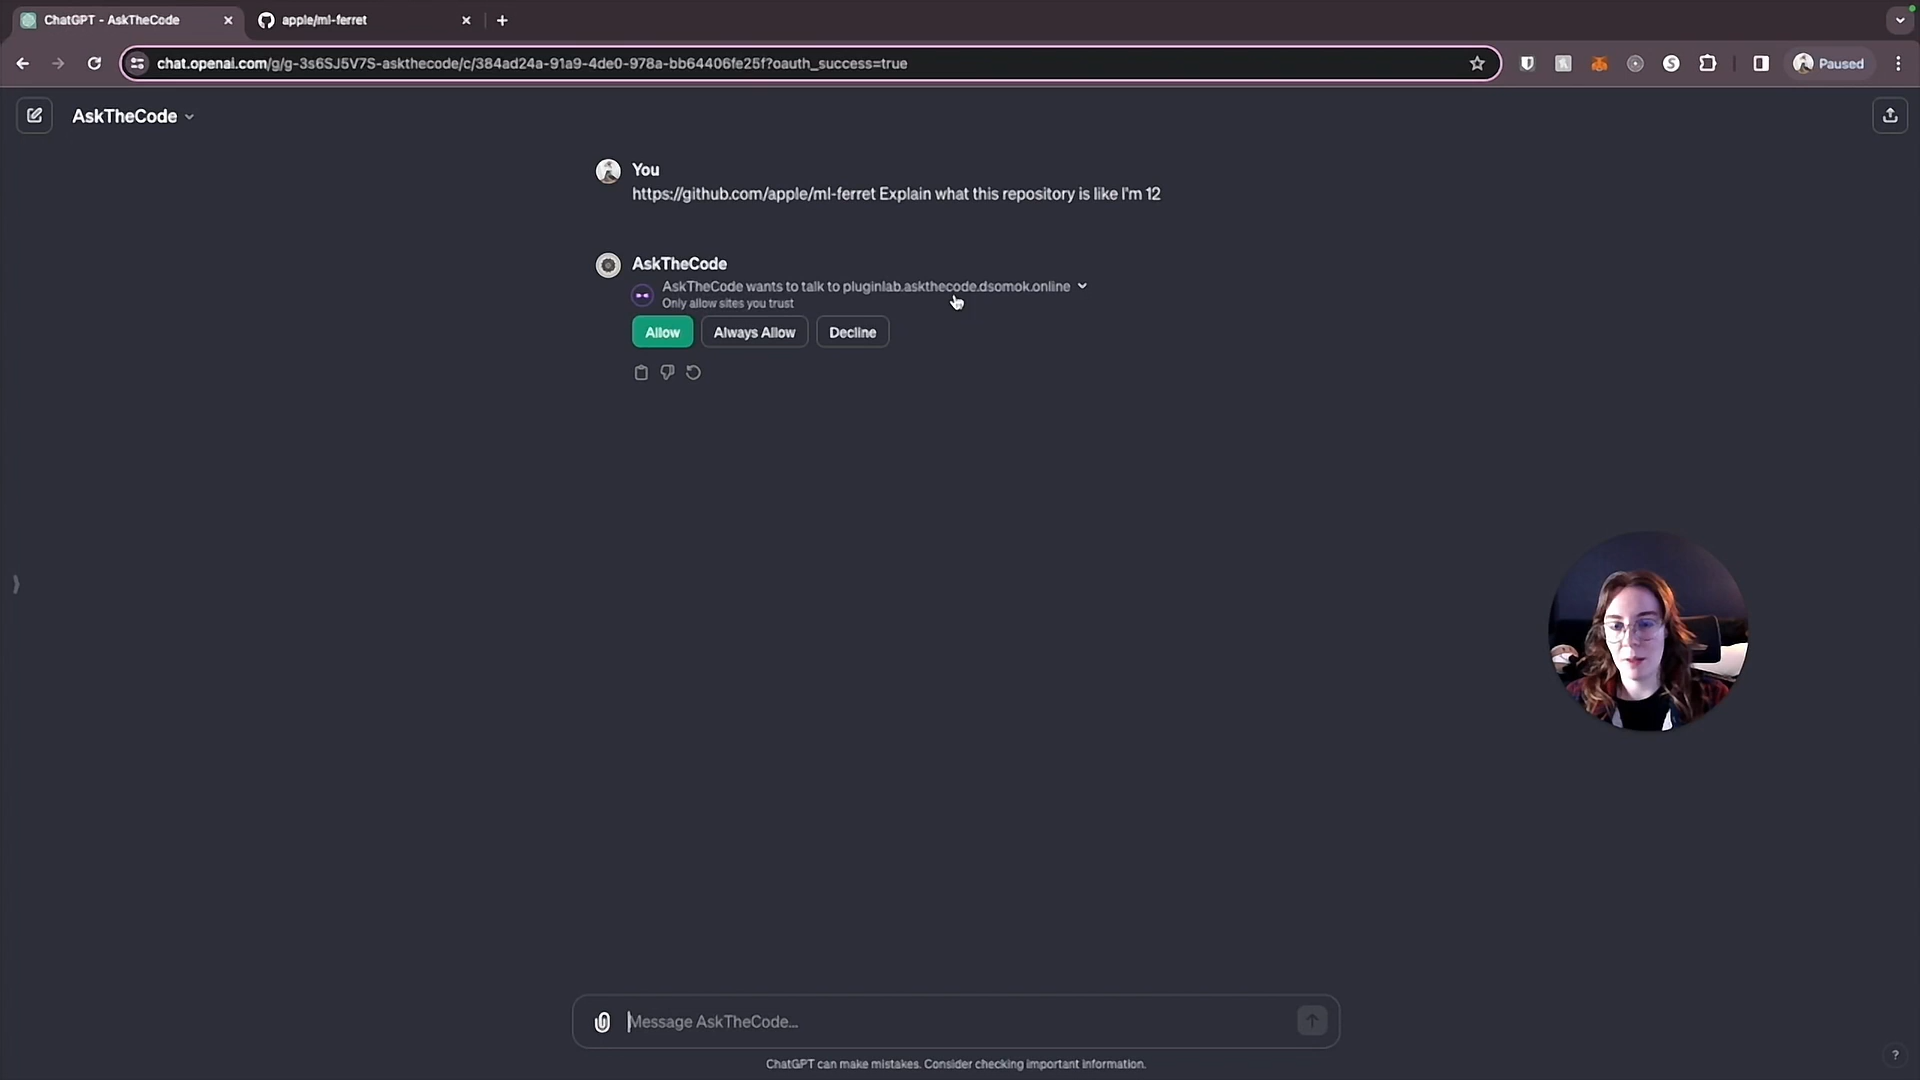 ChatGPT - AskTheCode
apple/ml-ferret
chat.openai.com/g/g-3s6SJ5V7S-askthecode/c/384ad24a-91a9-4de0-978a-bb64406fe25f?oauth_success=true
Paused
AskTheCode
You
https://github.com/apple/ml-ferret Explain what this repository is like I'm 12
AskTheCode
AskTheCode wants to talk to pluginlab.askthecode.dsomok.online
Only allow sites you trust
Allow
Always Allow
Decline
Message AskTheCode...
ChatGPT can make mistakes. Consider checking important information.
?